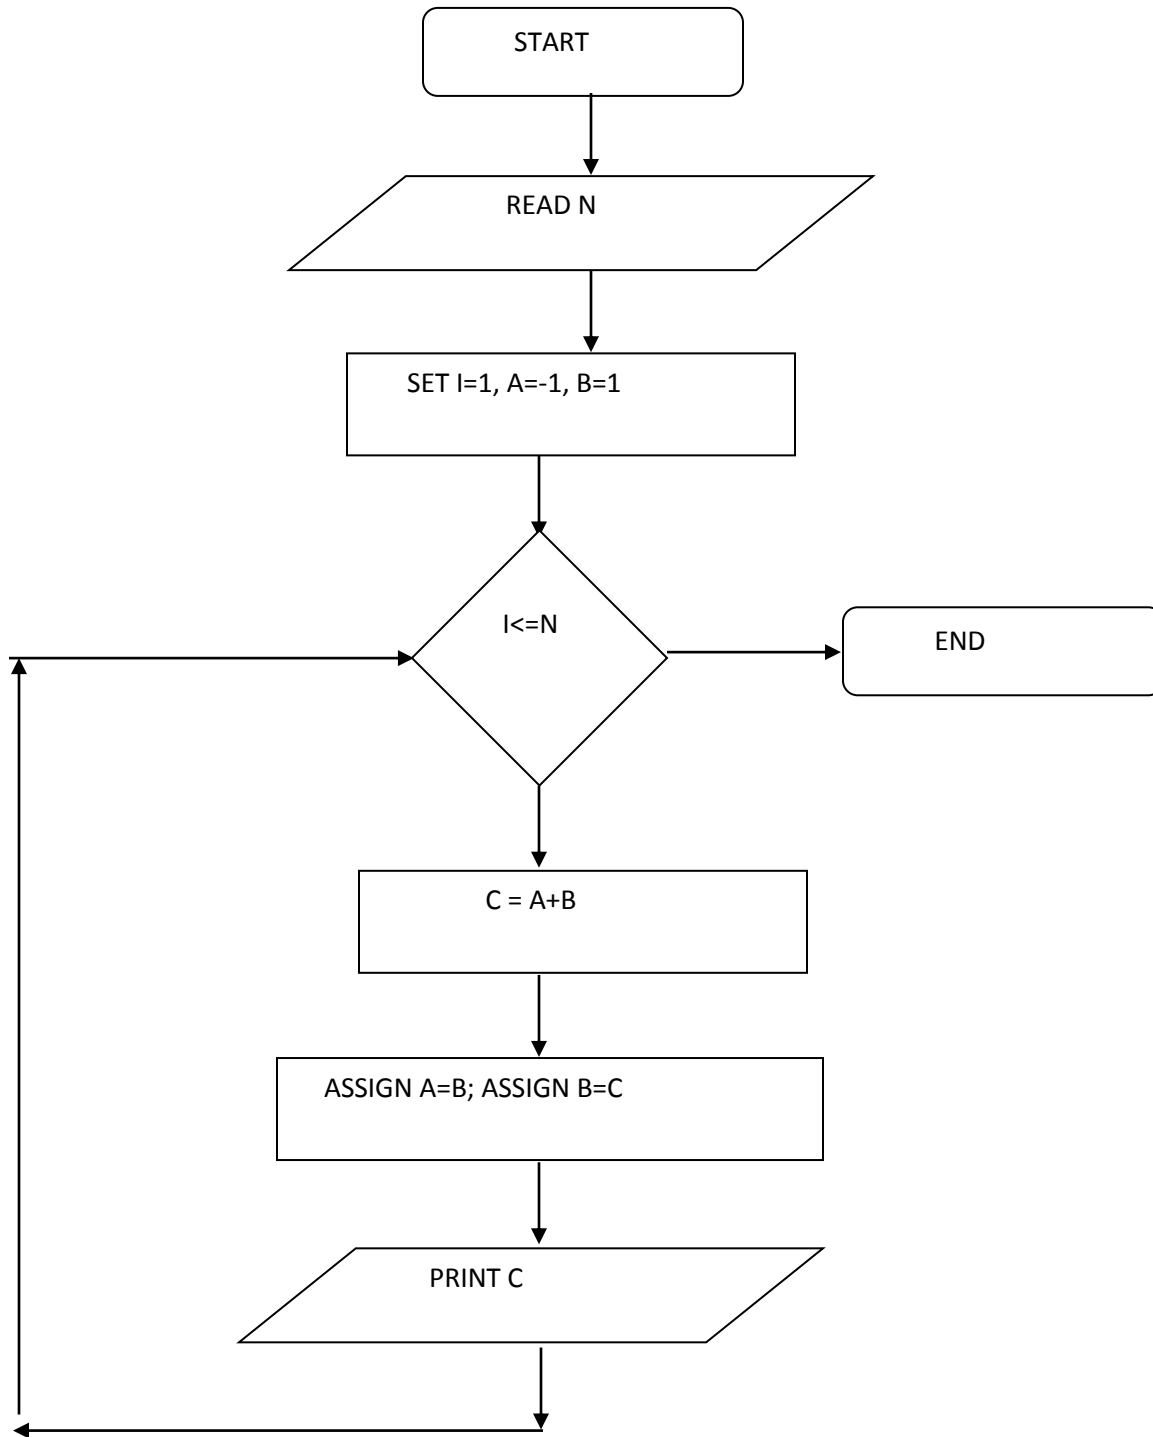 START
READ N
SET I=1, A=-1, B=1
I<=N
END
C = A+B
ASSIGN A=B; ASSIGN B=C
PRINT C